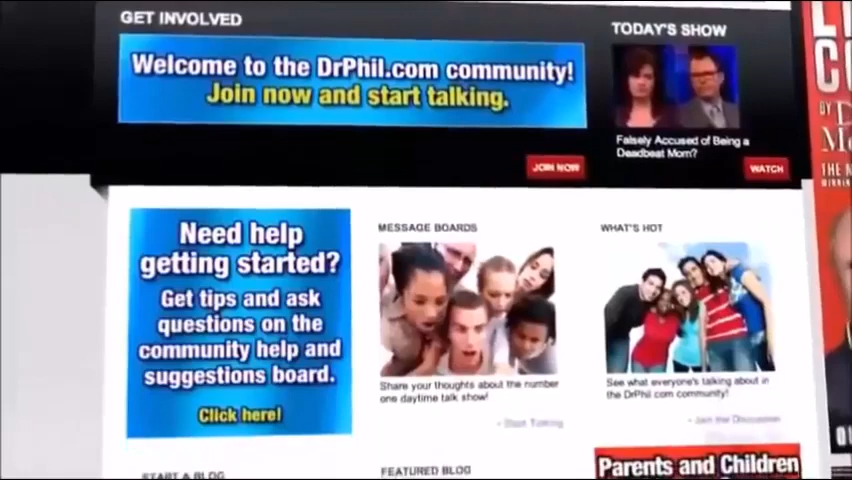 GET INVOLVED
Welcome to the DrPhil.com community!
Join now and start talking.
JOIN NOW
TODAY'S SHOW
Falsely Accused of Being a
Deadbeat Mom?
WATCH
Need help
getting started?
Get tips and ask
questions on the
community help and
suggestions board.
Click here!
MESSAGE BOARDS
Share your thoughts about the number
one daytime talk show!
Start Talking
WHAT'S HOT
See what everyone's talking about in
the DrPhil.com community!
Join the Discussion
START A BLOG
FEATURED BLOG
Parents and Children
BY